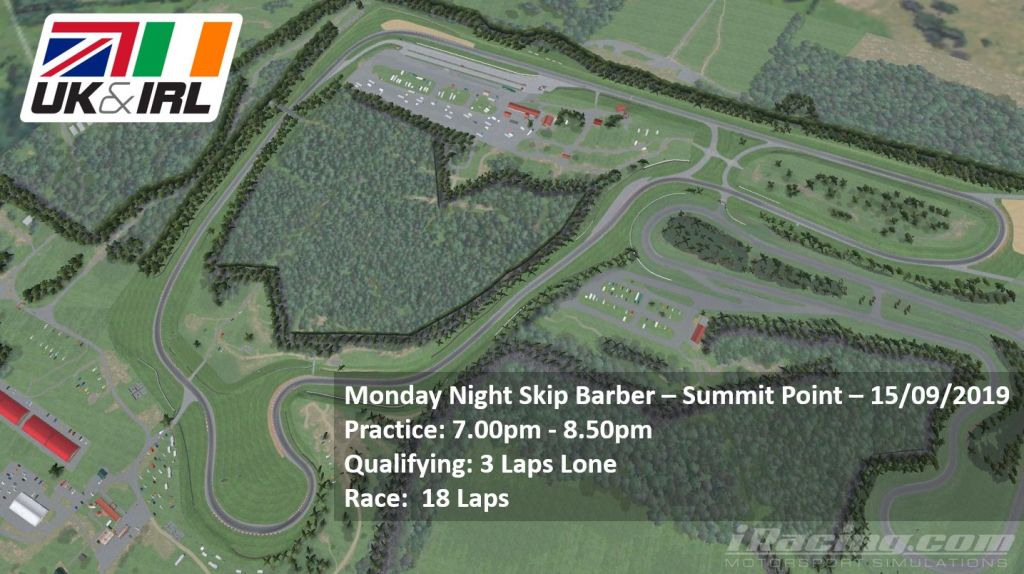 UK&IRL
Monday Night Skip Barber – Summit Point – 15/09/2019
Practice: 7.00pm - 8.50pm
Qualifying: 3 Laps Lone
Race:  18 Laps
iRacing.com
MOTORSPORT SIMULATIONS